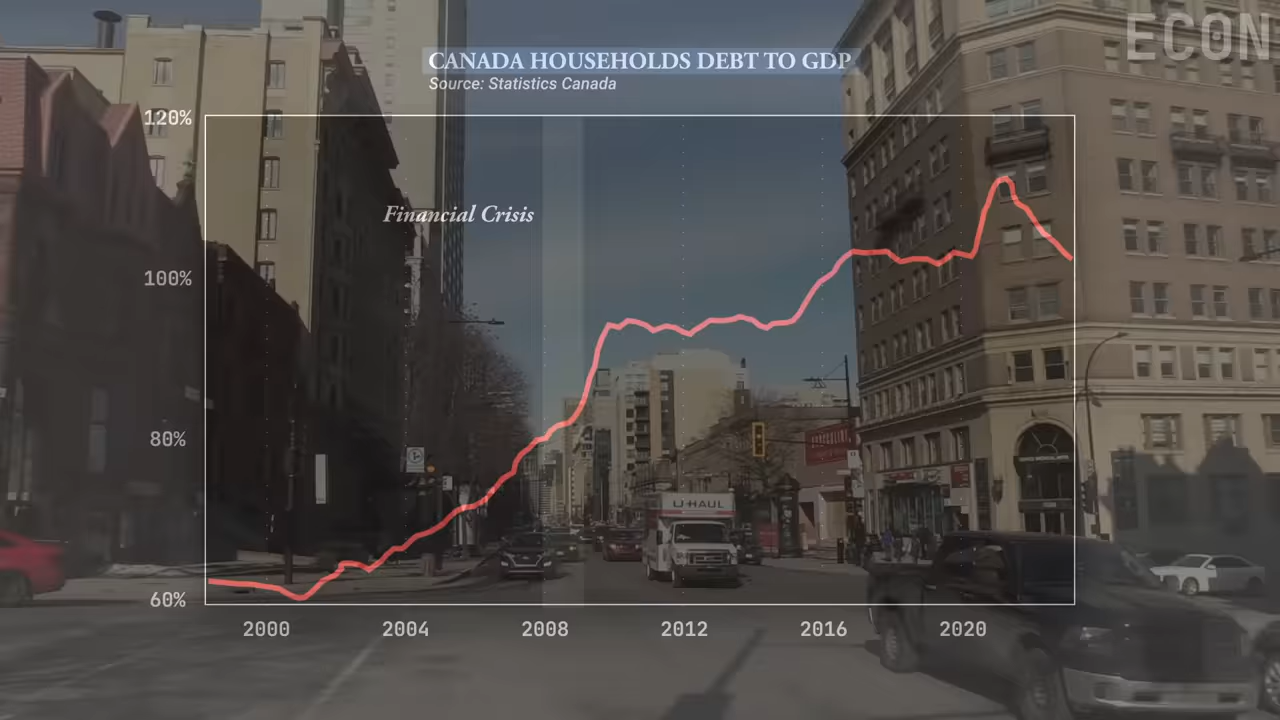 ECON
CANADA HOUSEHOLDS DEBT TO GDP
Source: Statistics Canada
120%
Financial Crisis
100%
80%
U-HAUL
60%
2000
2004
2008
2012
2016
2020